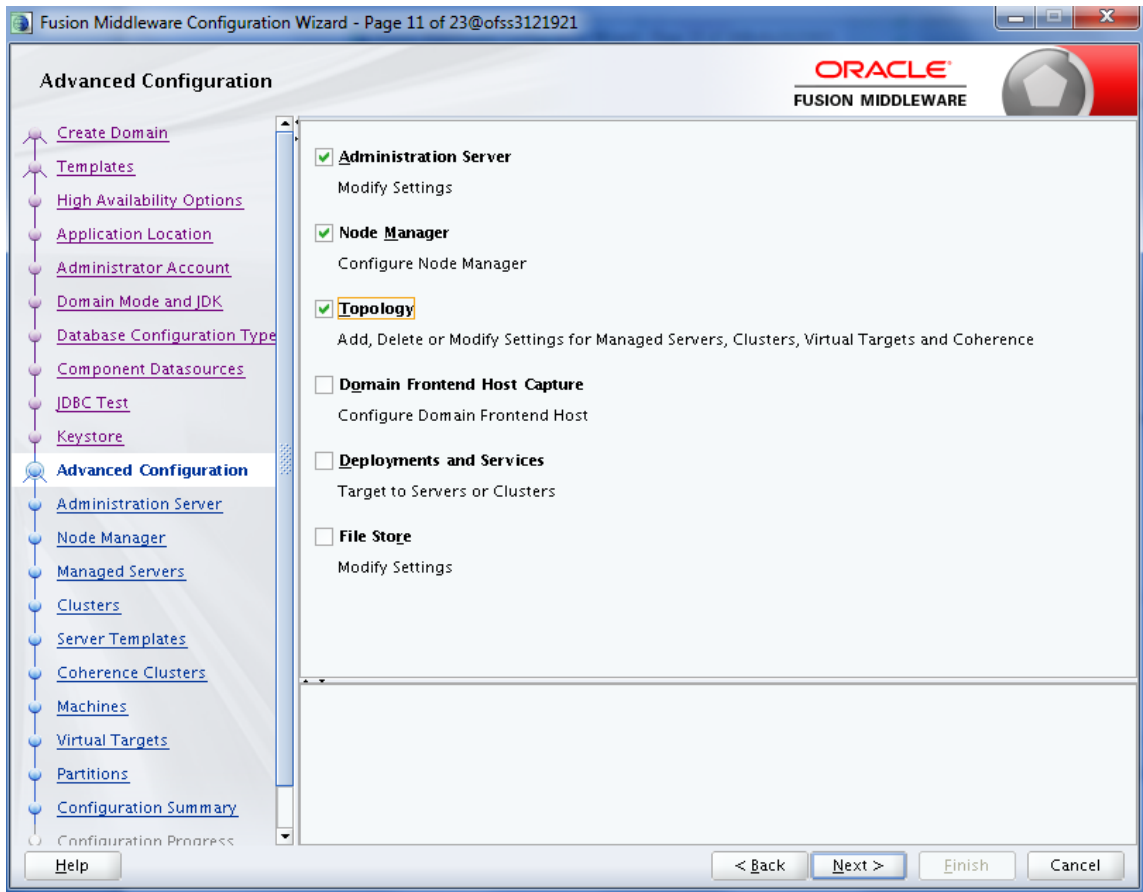 Fusion Middleware Configuration Wizard - Page 11 of 23@ofss3121921
Advanced Configuration
ORACLE
FUSION MIDDLEWARE
Create Domain
Templates
High Availability Options
Application Location
Administrator Account
Domain Mode and JDK
Database Configuration Type
Component Datasources
JDBC Test
Keystore
Advanced Configuration
Administration Server
Node Manager
Managed Servers
Clusters
Server Templates
Coherence Clusters
Machines
Virtual Targets
Partitions
Configuration Summary
Configuration Progress
Administration Server
Modify Settings
Node Manager
Configure Node Manager
Topology
Add, Delete or Modify Settings for Managed Servers, Clusters, Virtual Targets and Coherence
Domain Frontend Host Capture
Configure Domain Frontend Host
Deployments and Services
Target to Servers or Clusters
File Store
Modify Settings
Help
< Back
Next >
Finish
Cancel